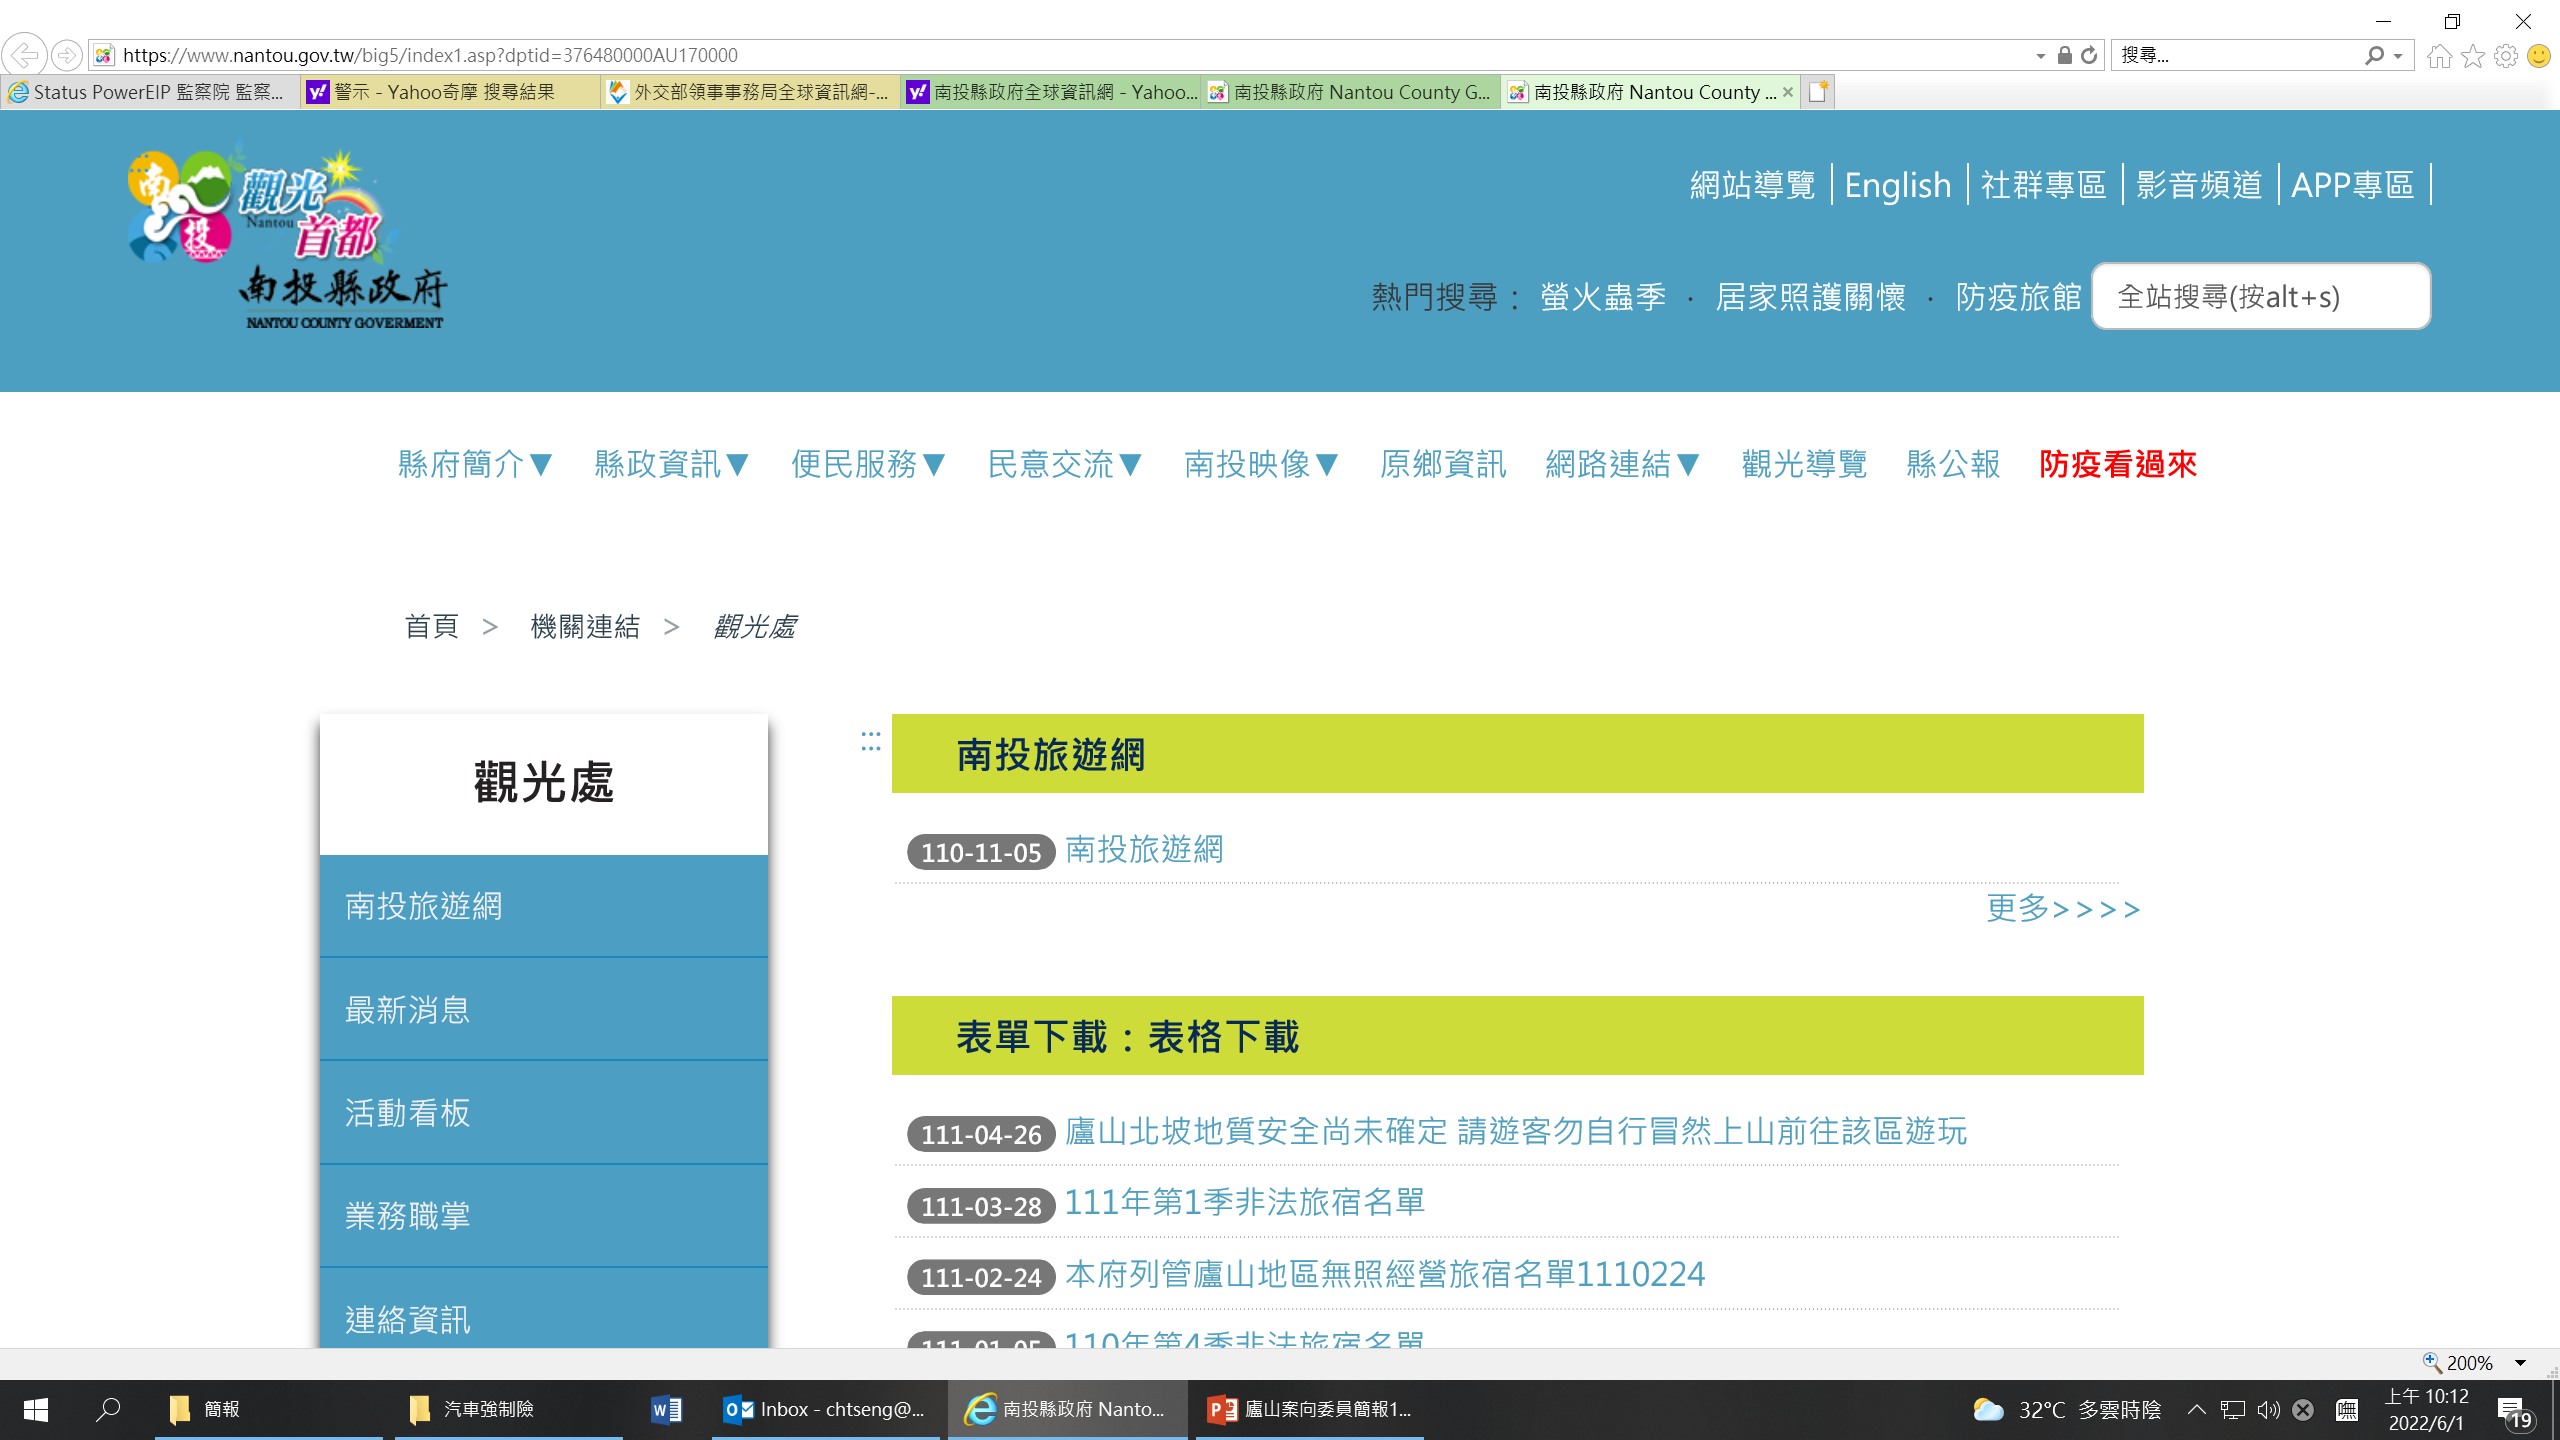 https://www.nantou.gov.tw/big5/index1.asp?dptid=376480000AU170000
搜尋...
Status PowerEIP 監察院 監察...
警示 - Yahoo奇摩 搜尋結果
外交部領事事務局全球資訊網-...
南投縣政府全球資訊網 - Yahoo...
南投縣政府 Nantou County G...
南投縣政府 Nantou County ...
南投
觀光
Nantou
首都
南投縣政府
NANTOU COUNTY GOVERMENT
網站導覽 English 社群專區 影音頻道 APP專區
熱門搜尋： 螢火蟲季 · 居家照護關懷 · 防疫旅館 全站搜尋(按alt+s)
縣府簡介▼ 縣政資訊▼ 便民服務▼ 民意交流▼ 南投映像▼ 原鄉資訊 網路連結▼ 觀光導覽 縣公報 防疫看過來
首頁 > 機關連結 > 觀光處
觀光處
南投旅遊網
最新消息
活動看板
業務職掌
連絡資訊
:::
南投旅遊網
110-11-05 南投旅遊網
更多>>>>
表單下載：表格下載
111-04-26 廬山北坡地質安全尚未確定 請遊客勿自行冒然上山前往該區遊玩
111-03-28 111年第1季非法旅宿名單
111-02-24 本府列管廬山地區無照經營旅宿名單1110224
111-01-05 110年第4季非法旅宿名單
200%
簡報
汽車強制險
Inbox - chtseng@...
南投縣政府 Nanto...
廬山案向委員簡報1...
32°C 多雲時陰
上午 10:12
2022/6/1
19